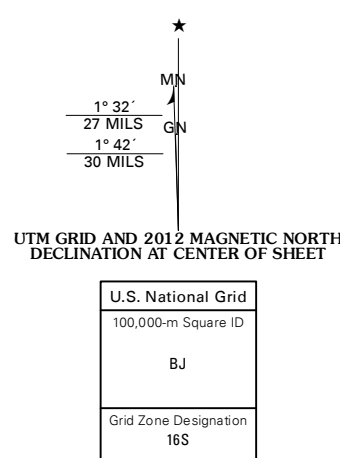 ★
MN
1° 32´
27 MILS
GN
1° 42´
30 MILS
UTM GRID AND 2012 MAGNETIC NORTH
DECLINATION AT CENTER OF SHEET
U.S. National Grid
100,000-m Square ID
BJ
Grid Zone Designation
16S